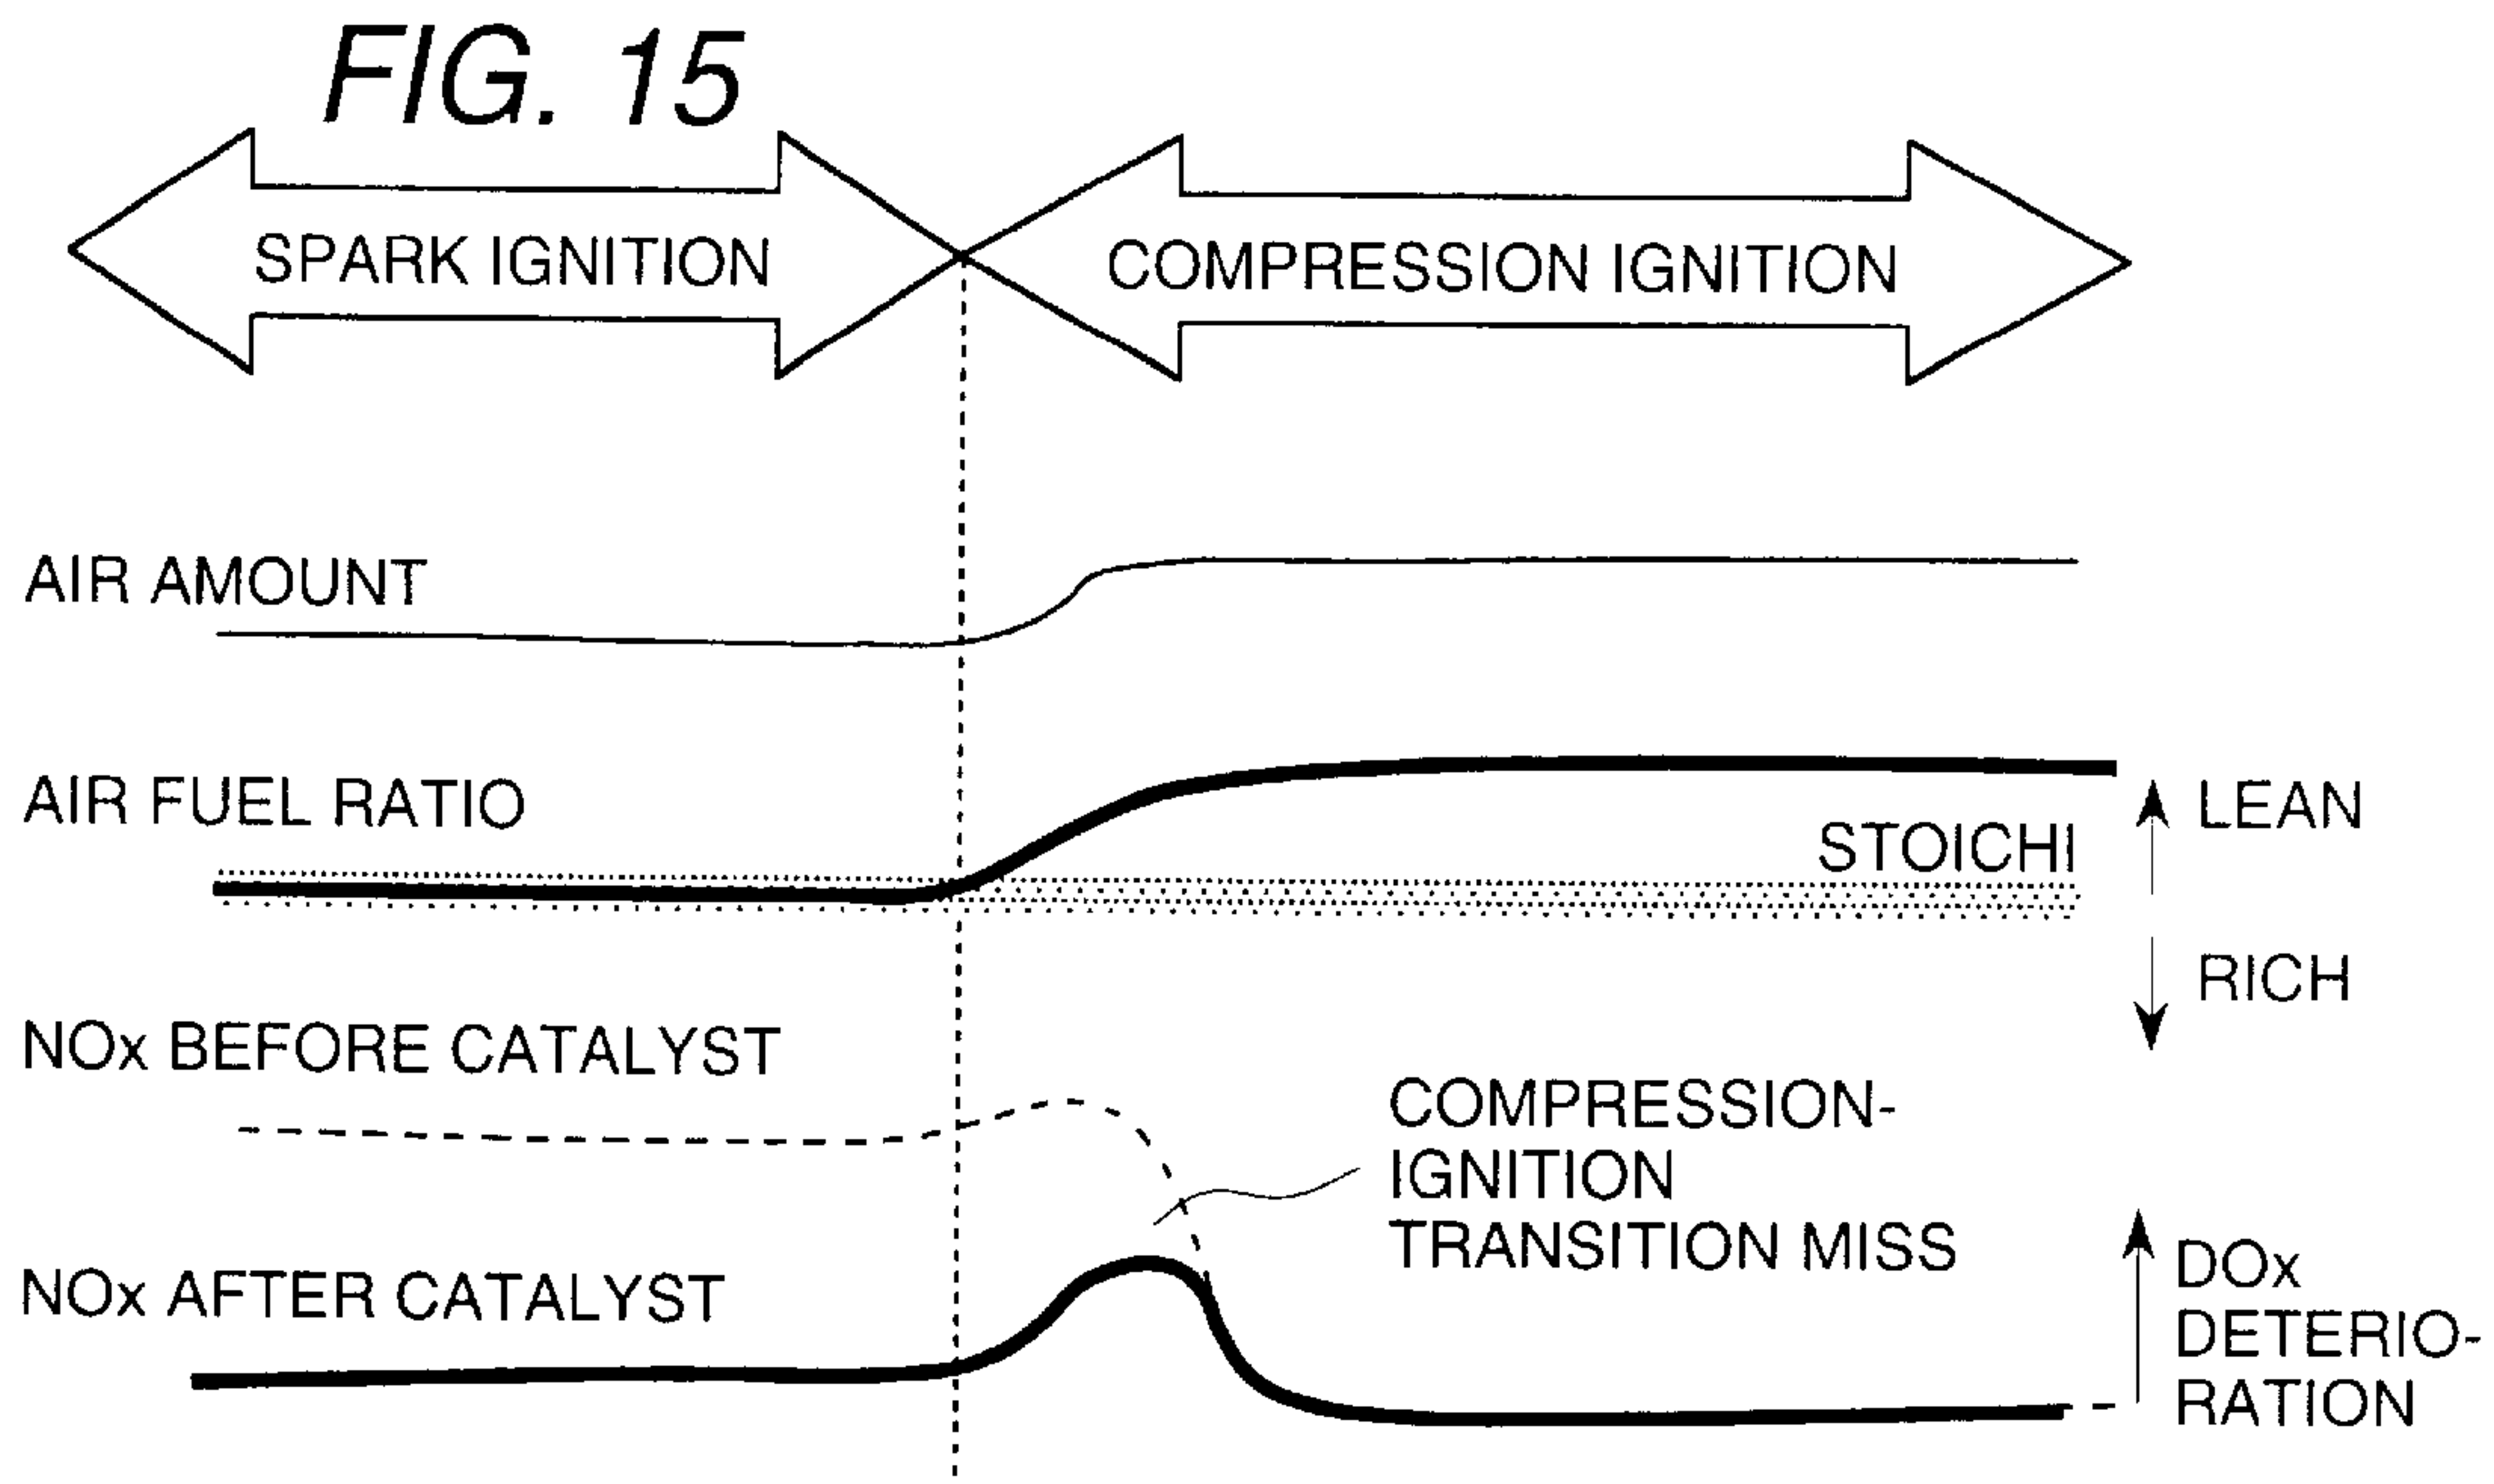 FIG. 15
SPARK IGNITION
COMPRESSION IGNITION
AIR AMOUNT
AIR FUEL RATIO
LEAN
STOICHI
RICH
NOx BEFORE CATALYST
COMPRESSION-
IGNITION
TRANSITION MISS
NOx AFTER CATALYST
DOx
DETERIO-
RATION